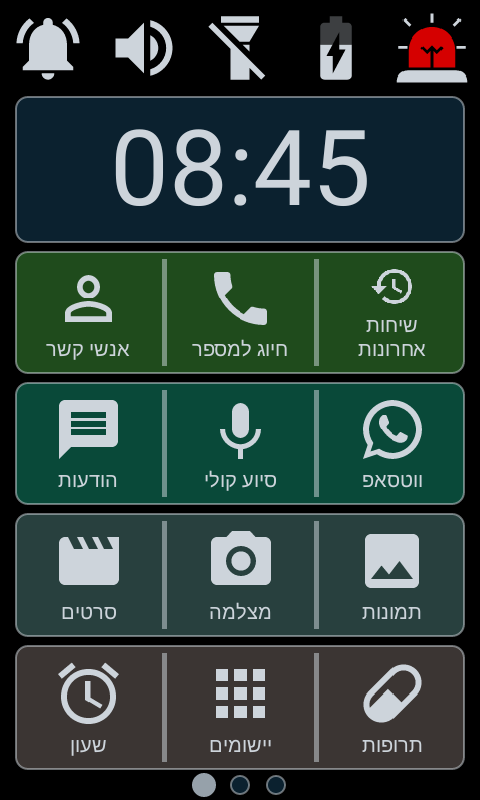 08:45
שיחות
אחרונות
חיוג למספר
אנשי קשר
ווטסאפ
סיוע קולי
הודעות
תמונות
מצלמה
סרטים
תרופות
יישומים
שעון